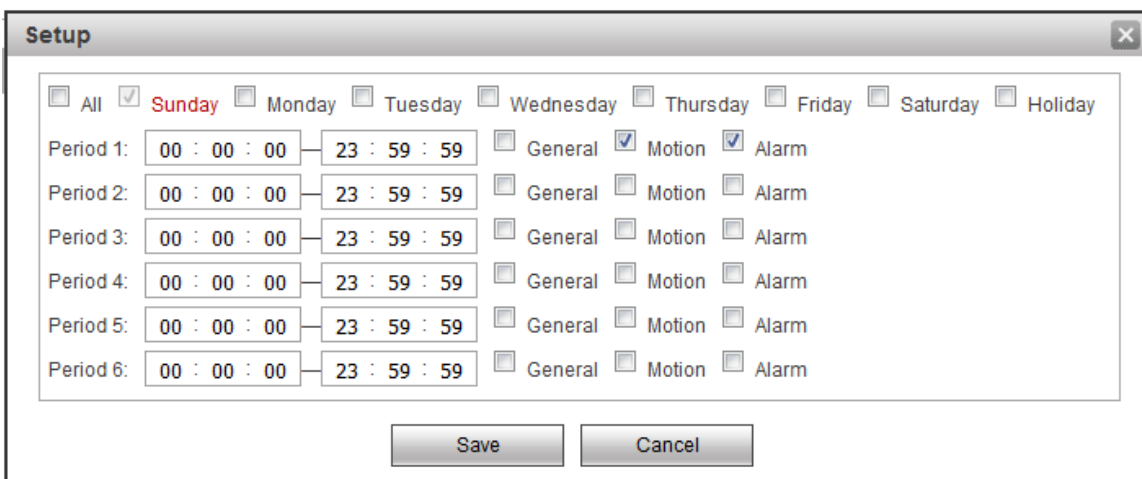 Setup
All Sunday Monday Tuesday Wednesday Thursday Friday Saturday Holiday
Period 1: 00 : 00 : 00 — 23 : 59 : 59 General Motion Alarm
Period 2: 00 : 00 : 00 — 23 : 59 : 59 General Motion Alarm
Period 3: 00 : 00 : 00 — 23 : 59 : 59 General Motion Alarm
Period 4: 00 : 00 : 00 — 23 : 59 : 59 General Motion Alarm
Period 5: 00 : 00 : 00 — 23 : 59 : 59 General Motion Alarm
Period 6: 00 : 00 : 00 — 23 : 59 : 59 General Motion Alarm
Save Cancel